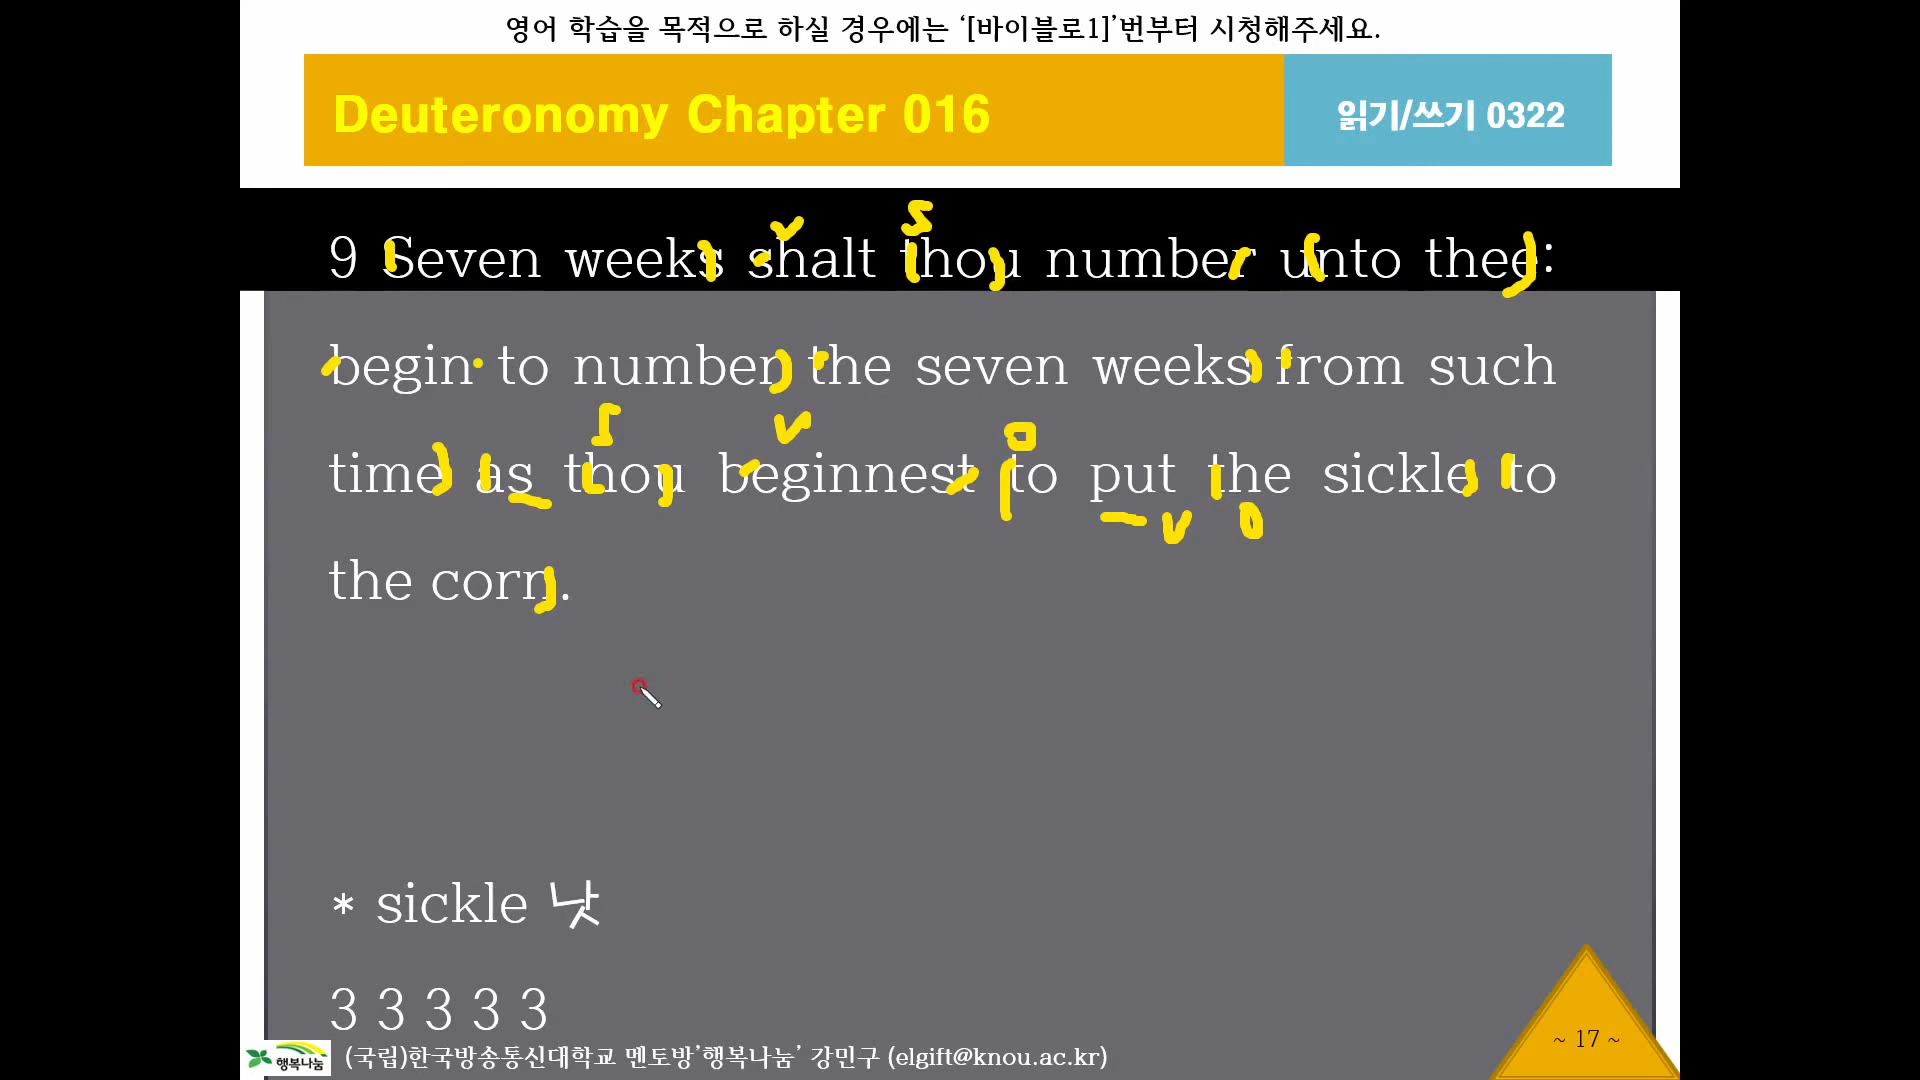 영어 학습을 목적으로 하실 경우에는 ‘[바이블로1]’번부터 시청해주세요.
Deuteronomy Chapter 016
읽기/쓰기 0322
9 Seven weeks shalt thou number unto thee:
begin to number the seven weeks from such
time as thou beginnest to put the sickle to
the corn.
* sickle 낫
3 3 3 3 3
~ 17 ~
행복나눔
(국립)한국방송통신대학교 멘토방’행복나눔’ 강민구 (elgift@knou.ac.kr)